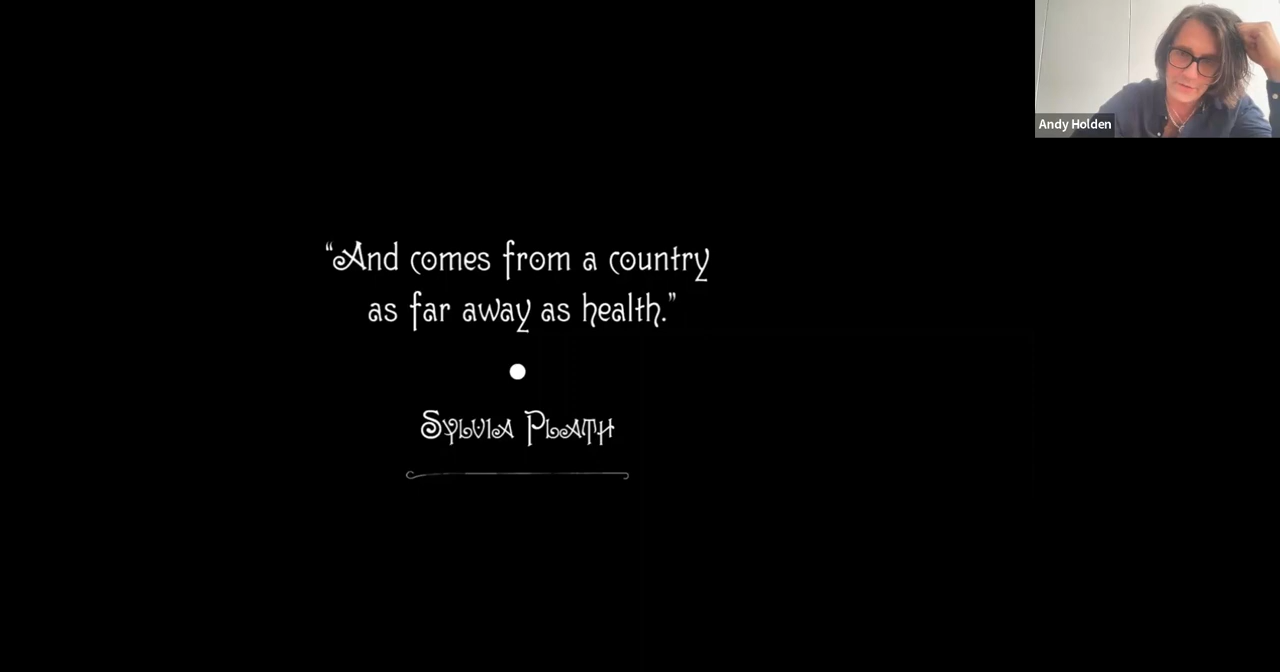 “And comes from a country
as far away as health.”
Sylvia Plath
Andy Holden